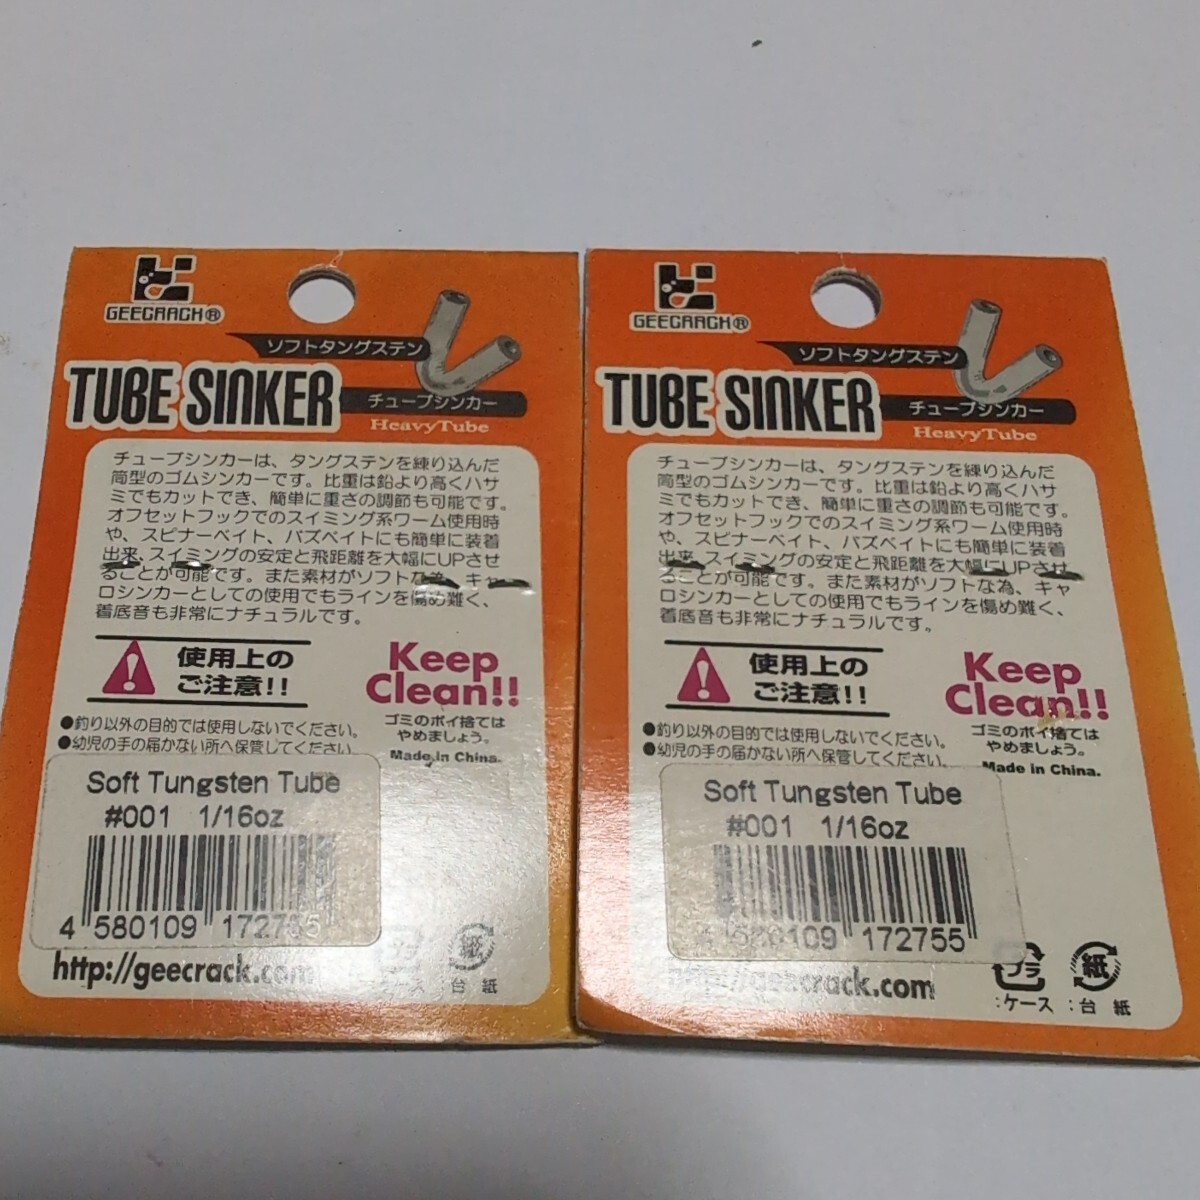 GEECRACK®
ソフトタングステン
TUBE SINKER
チューブシンカー
HeavyTube
チューブシンカーは、タングステンを練り込んだ
筒型のゴムシンカーです。比重は鉛より高くハサ
ミでもカットでき、簡単に重さの調節も可能です。
オフセットフックでのスイミング系ワーム使用時
や、スピナーベイト、バズベイトにも簡単に装着
出来、スイミングの安定と飛距離を大幅にUPさせ
ることが可能です。また素材がソフトな為、キャ
ロシンカーとしての使用でもラインを傷め難く、
着底音も非常にナチュラルです。
使用上の
ご注意!!
Keep
Clean!!
ゴミのポイ捨ては
やめましょう。
Made in China.
●釣り以外の目的では使用しないでください。
●幼児の手の届かない所へ保管してください。
Soft Tungsten Tube
#001 1/16oz
4 580109 172755
http://geecrack.com
ケース
紙
台 紙
GEECRACK®
ソフトタングステン
TUBE SINKER
チューブシンカー
HeavyTube
チューブシンカーは、タングステンを練り込んだ
筒型のゴムシンカーです。比重は鉛より高くハサ
ミでもカットでき、簡単に重さの調節も可能です。
オフセットフックでのスイミング系ワーム使用時
や、スピナーベイト、バズベイトにも簡単に装着
出来、スイミングの安定と飛距離を大幅にUPさせ
ることが可能です。また素材がソフトな為、キャ
ロシンカーとしての使用でもラインを傷め難く、
着底音も非常にナチュラルです。
使用上の
ご注意!!
Keep
Clean!!
ゴミのポイ捨ては
やめましょう。
Made in China.
●釣り以外の目的では使用しないでください。
●幼児の手の届かない所へ保管してください。
Soft Tungsten Tube
#001 1/16oz
4 580109 172755
http://geecrack.com
プラ
:ケース
紙
:台 紙